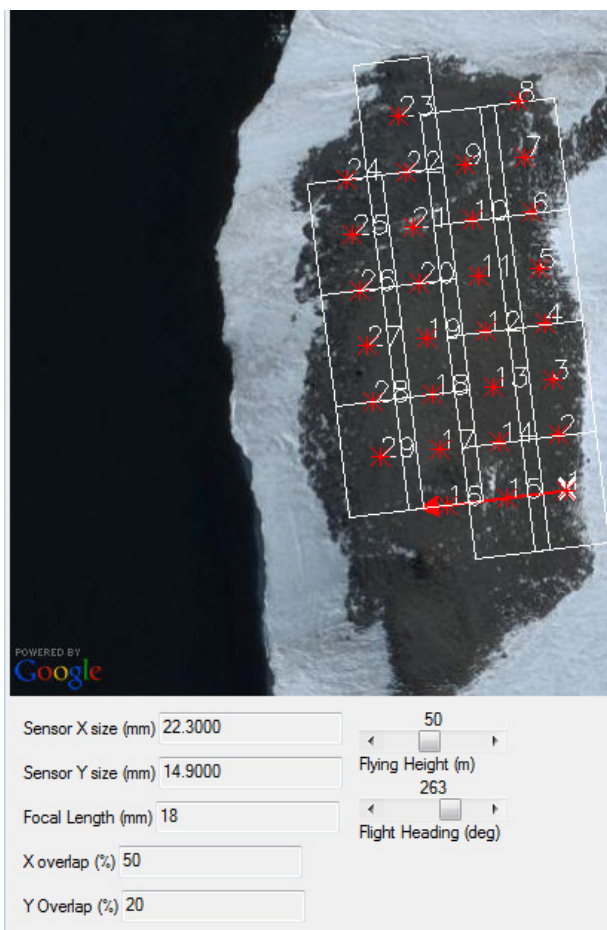 8
23
7
22 9
24
6
21 10
25
5
20 11
26
4
19 12
27
3
18 13
28
2
17 14
29
1
16 15
POWERED BY
Google
Sensor X size (mm) 22.3000
50
Flying Height (m)
Sensor Y size (mm) 14.9000
263
Focal Length (mm) 18
Flight Heading (deg)
X overlap (%) 50
Y Overlap (%) 20